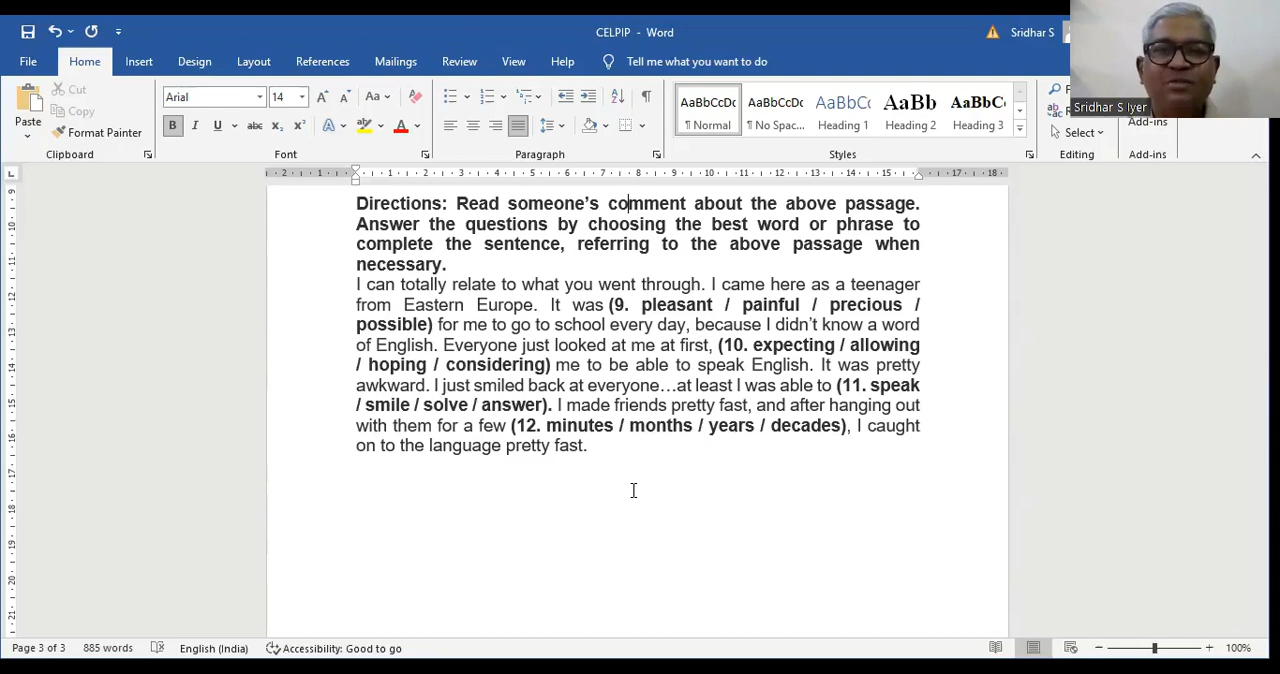 CELPIP - Word
Sridhar S
File Home Insert Design Layout References Mailings Review View Help Tell me what you want to do
Cut
Copy
Paste
Format Painter
Clipboard
Arial 14
Font
Paragraph
AaBbCcDc AaBbCcDc AaBbC AaBb AaBbC
¶ Normal ¶ No Spac... Heading 1 Heading 2 Heading 3
Styles
Select
Editing
Add-ins
Add-ins
Sridhar S Iyer
Directions: Read someone’s comment about the above passage.
Answer the questions by choosing the best word or phrase to
complete the sentence, referring to the above passage when
necessary.
I can totally relate to what you went through. I came here as a teenager
from Eastern Europe. It was (9. pleasant / painful / precious /
possible) for me to go to school every day, because I didn’t know a word
of English. Everyone just looked at me at first, (10. expecting / allowing
/ hoping / considering) me to be able to speak English. It was pretty
awkward. I just smiled back at everyone…at least I was able to (11. speak
/ smile / solve / answer). I made friends pretty fast, and after hanging out
with them for a few (12. minutes / months / years / decades), I caught
on to the language pretty fast.
Page 3 of 3 885 words English (India) Accessibility: Good to go 100%